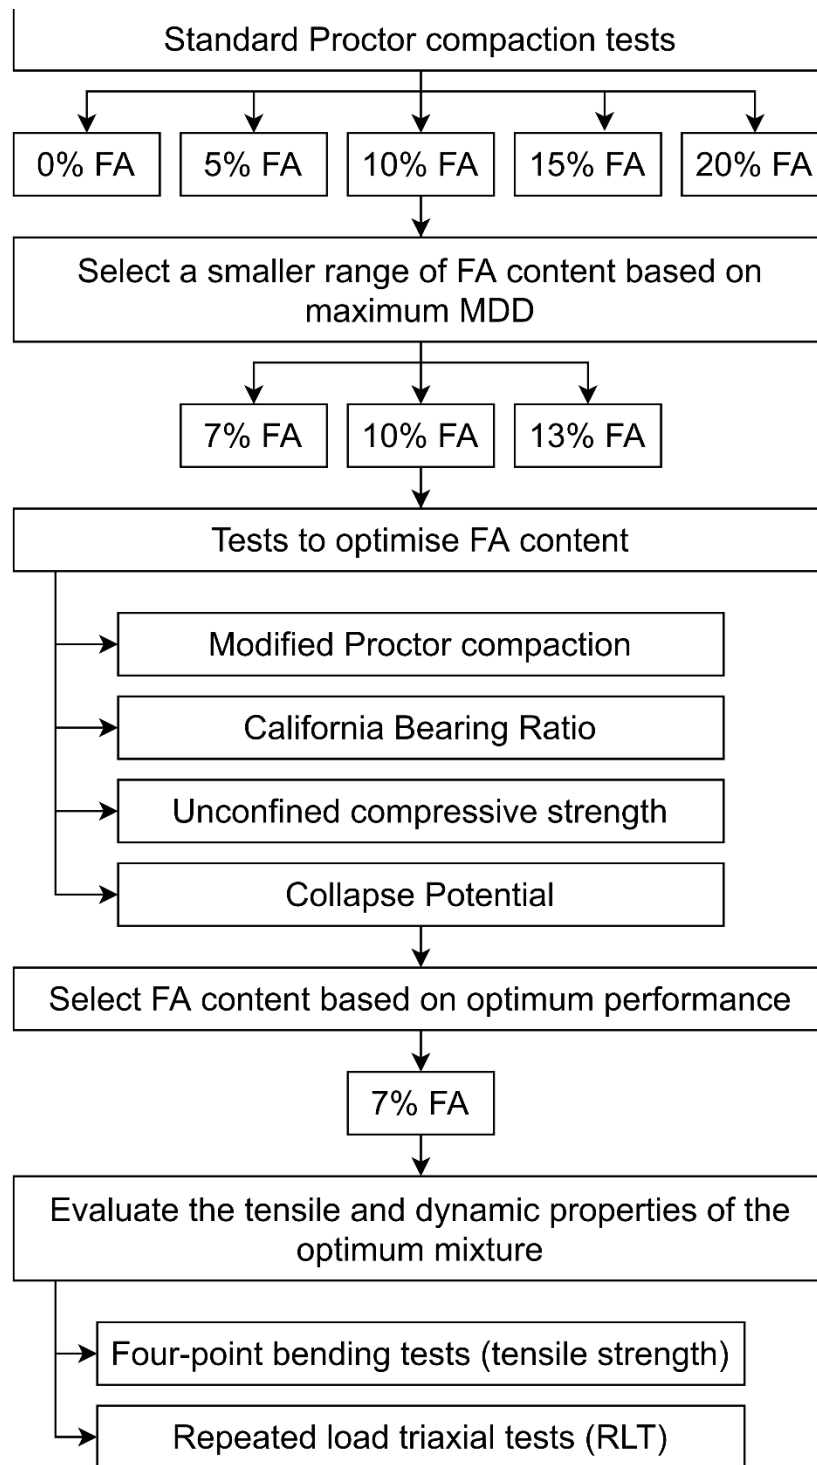 Standard Proctor compaction tests
0% FA
5% FA
10% FA
15% FA
20% FA
Select a smaller range of FA content based on
maximum MDD
7% FA
10% FA
13% FA
Tests to optimise FA content
Modified Proctor compaction
California Bearing Ratio
Unconfined compressive strength
Collapse Potential
Select FA content based on optimum performance
7% FA
Evaluate the tensile and dynamic properties of the
optimum mixture
Four-point bending tests (tensile strength)
Repeated load triaxial tests (RLT)